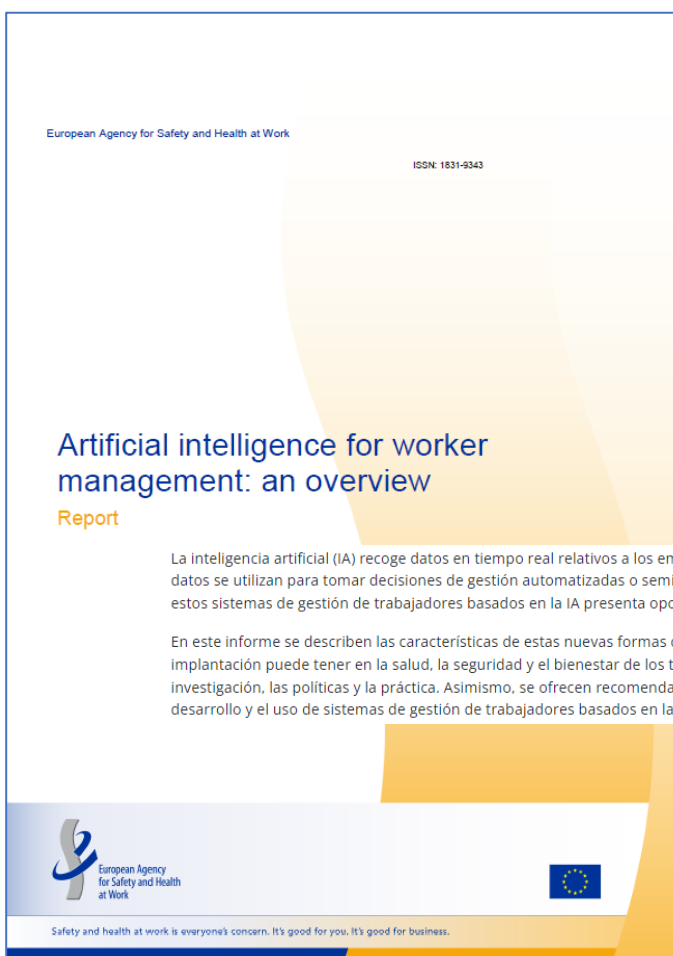 European Agency for Safety and Health at Work
ISSN: 1831-9343
Artificial intelligence for worker
management: an overview
Report
La inteligencia artificial (IA) recoge datos en tiempo real relativos a los
datos se utilizan para tomar decisiones de gestión automatizadas o
estos sistemas de gestión de trabajadores basados en la IA presenta
En este informe se describen las características de estas nuevas formas
implantación puede tener en la salud, la seguridad y el bienestar de los
investigación, las políticas y la práctica. Asimismo, se ofrecen
desarrollo y el uso de sistemas de gestión de trabajadores basados en la
European Agency
for Safety and Health
at Work
Safety and health at work is everyone's concern. It's good for you. It's good for business.